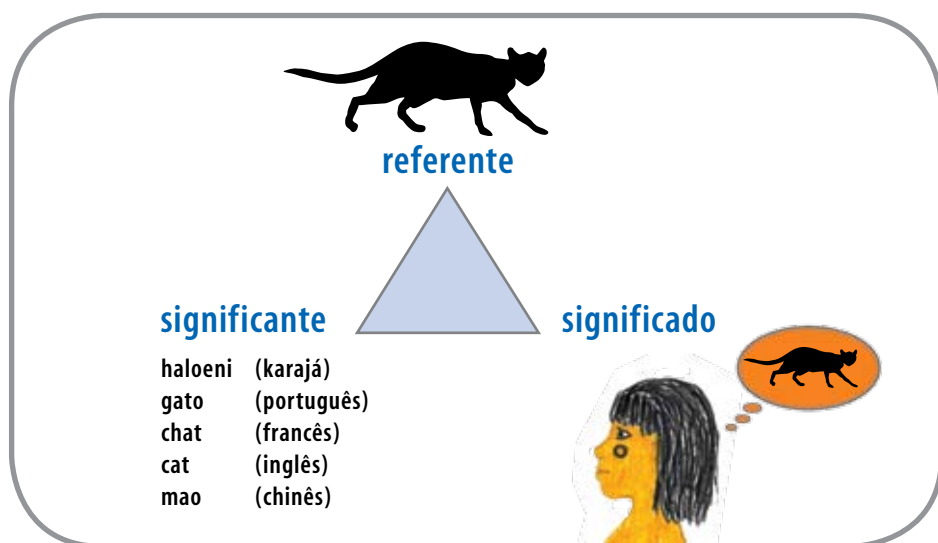 referente
significante
significado
haloeni (karajá)
gato (português)
chat (francês)
cat (inglês)
mao (chinês)